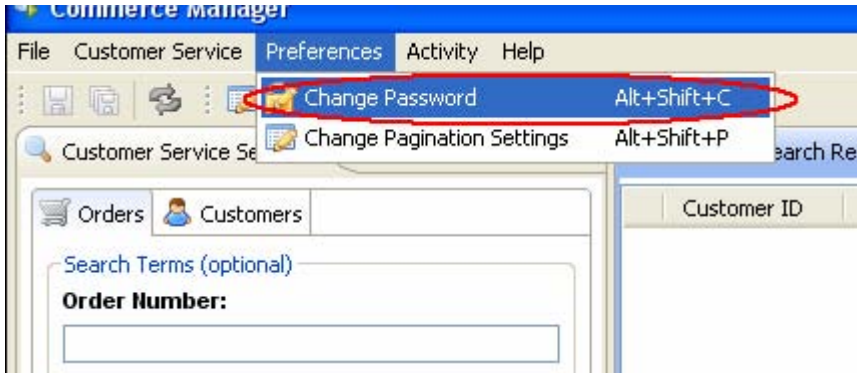 Commerce Manager
File Customer Service Preferences Activity Help
Change Password Alt+Shift+C
Change Pagination Settings Alt+Shift+P
Customer Service Se earch Re
Orders Customers Customer ID
Search Terms (optional)
Order Number: